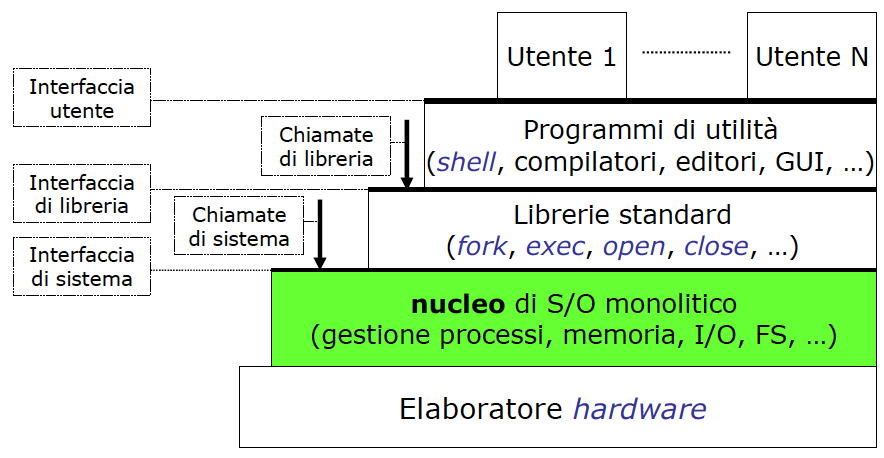 Utente 1
Utente N
Interfaccia
utente
Programmi di utilità
(shell, compilatori, editori, GUI, …)
Chiamate
di libreria
Interfaccia
di libreria
Librerie standard
(fork, exec, open, close, …)
Chiamate
di sistema
Interfaccia
di sistema
nucleo di S/O monolitico
(gestione processi, memoria, I/O, FS, …)
Elaboratore hardware